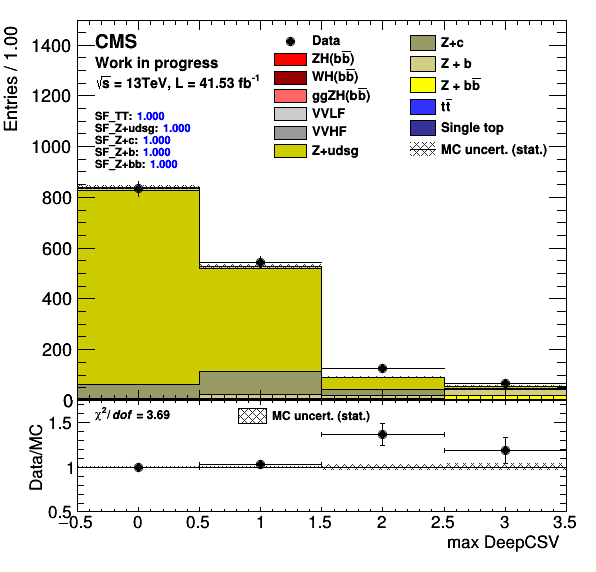 CMS
Work in progress
√s = 13TeV, L = 41.53 fb⁻¹
SF_TT: 1.000
SF_Z+udsg: 1.000
SF_Z+c: 1.000
SF_Z+b: 1.000
SF_Z+bb: 1.000
Data
ZH(bb̅)
WH(bb̅)
ggZH(bb̅)
VVLF
VVHF
Z+udsg
Z+c
Z + b
Z + bb̅
tt̅
Single top
MC uncert. (stat.)
Entries / 1.00
1400
1200
1000
800
600
400
200
0
χ²/dof = 3.69
MC uncert. (stat.)
Data/MC
1.5
1
0.5
−0.5
0
0.5
1
1.5
2
2.5
3
3.5
max DeepCSV